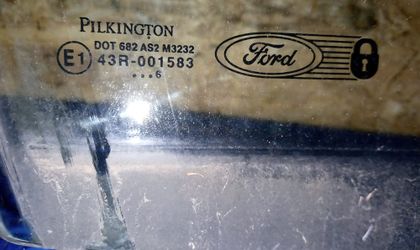 PILKINGTON
DOT 682 AS2 M3232
E1 43R-001583
...6
Ford